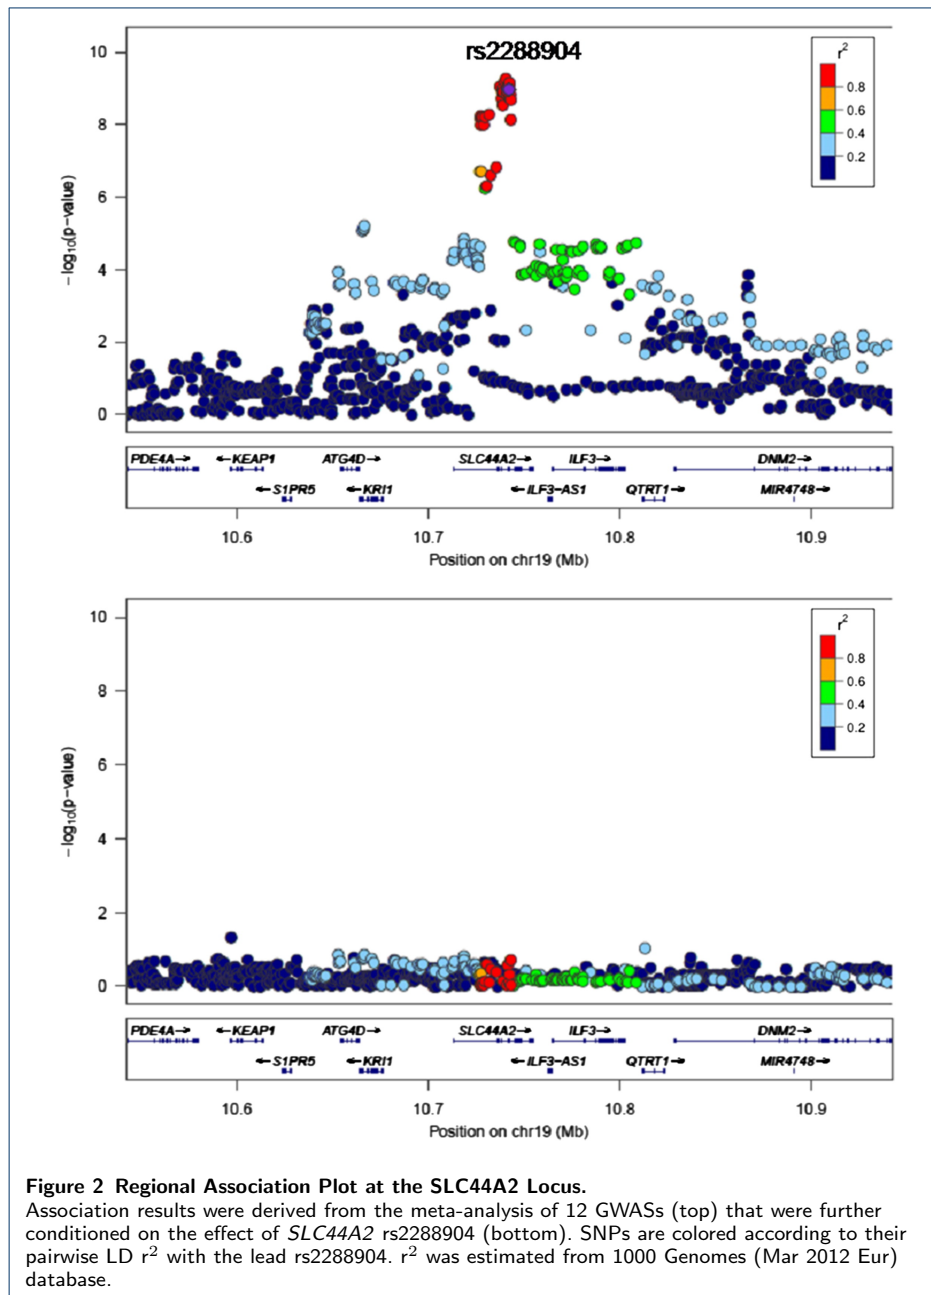 rs2288904
10
8
6
4
2
0
−log10(p−value)
r2
0.8
0.6
0.4
0.2
PDE4A→ ←KEAP1 ATG4D→ SLC44A2→ ILF3→ DNM2→
←S1PR5 ←KRI1 ←ILF3−AS1 QTRT1→ MIR4748→
10.6 10.7 10.8 10.9
Position on chr19 (Mb)
10
8
6
4
2
0
−log10(p−value)
r2
0.8
0.6
0.4
0.2
PDE4A→ ←KEAP1 ATG4D→ SLC44A2→ ILF3→ DNM2→
←S1PR5 ←KRI1 ←ILF3−AS1 QTRT1→ MIR4748→
10.6 10.7 10.8 10.9
Position on chr19 (Mb)
Figure 2 Regional Association Plot at the SLC44A2 Locus.
Association results were derived from the meta-analysis of 12 GWASs (top) that were further
conditioned on the effect of SLC44A2 rs2288904 (bottom). SNPs are colored according to their
pairwise LD r2 with the lead rs2288904. r2 was estimated from 1000 Genomes (Mar 2012 Eur)
database.